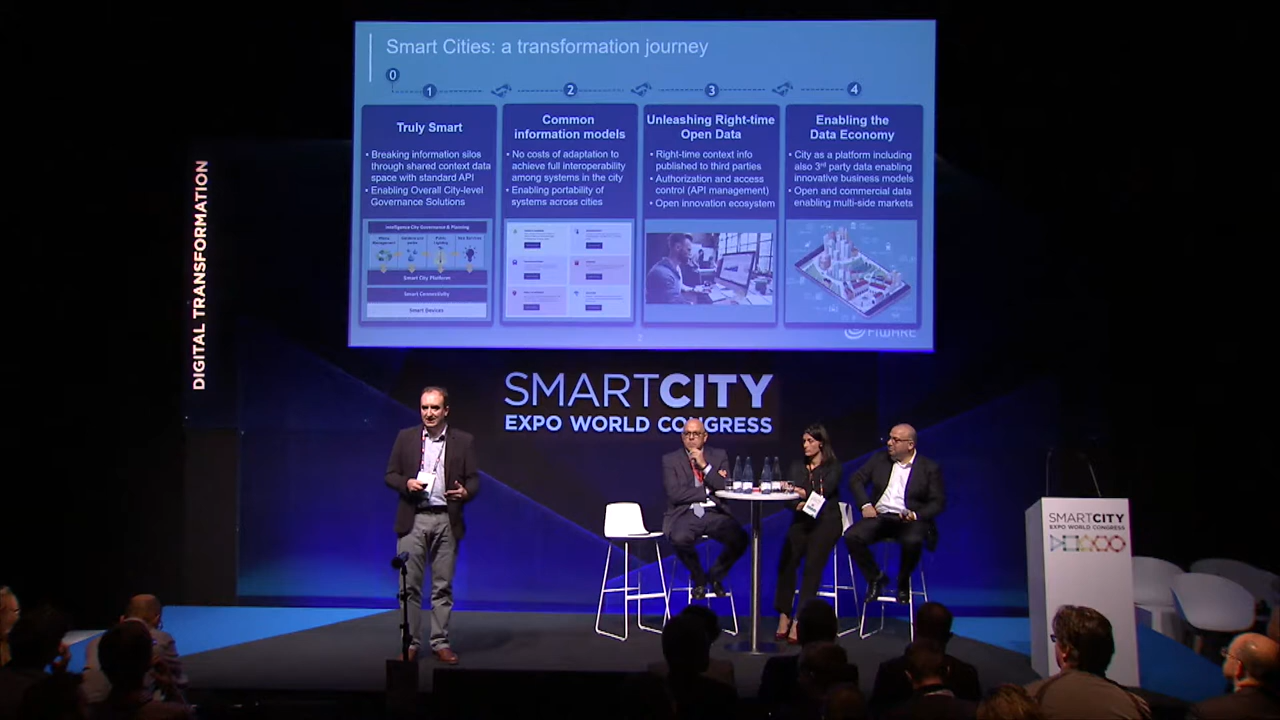 Smart Cities: a transformation journey
0
1
2
3
4
Truly Smart
• Breaking information silos
through shared context data
space with standard API
• Enabling Overall City-level
Governance Solutions
Intelligence City Governance & Planning
Smart City Platform
Smart Connectivity
Smart Devices
Common
information models
• No costs of adaptation to
achieve full interoperability
among systems in the city
• Enabling portability of
systems across cities
Unleashing Right-time
Open Data
• Right-time context info
published to third parties
• Authorization and access
control (API management)
• Open innovation ecosystem
Enabling the
Data Economy
• City as a platform including
also 3rd party data enabling
innovative business models
• Open and commercial data
enabling multi-side markets
FIWARE
DIGITAL TRANSFORMATION
SMARTCITY
EXPO WORLD CONGRESS
SMARTCITY
EXPO WORLD CONGRESS